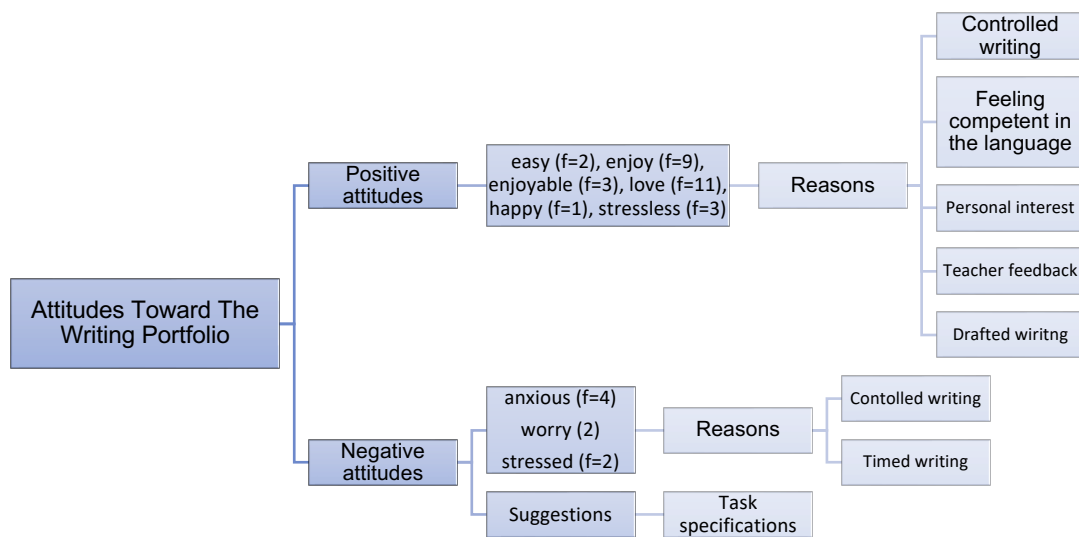 Attitudes Toward The
Writing Portfolio
Positive
attitudes
easy (f=2), enjoy (f=9),
enjoyable (f=3), love (f=11),
happy (f=1), stressless (f=3)
Reasons
Controlled
writing
Feeling
competent in
the language
Personal interest
Teacher feedback
Drafted wiritng
Negative
attitudes
anxious (f=4)
worry (2)
stressed (f=2)
Reasons
Contolled writing
Timed writing
Suggestions
Task
specifications